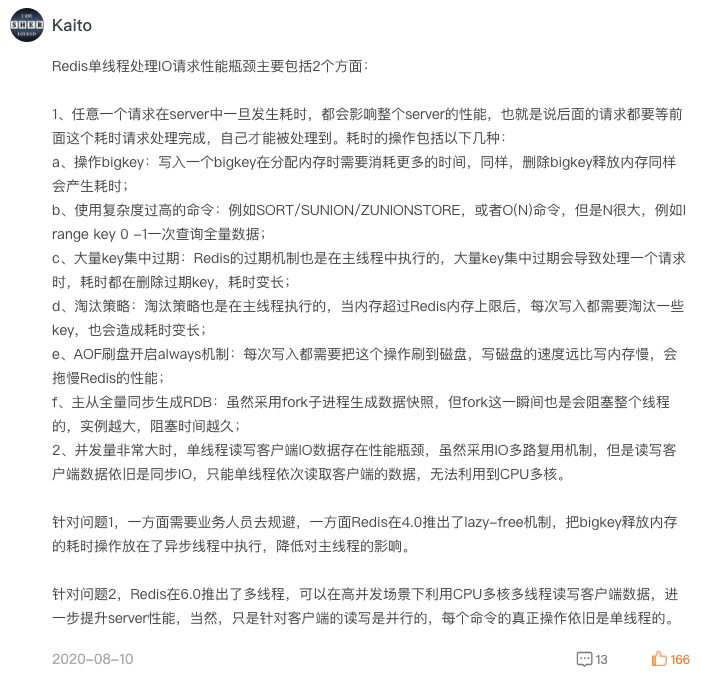 I AM
SHER
LOCKED
Kaito
Redis单线程处理IO请求性能瓶颈主要包括2个方面：
1、任意一个请求在server中一旦发生耗时，都会影响整个server的性能，也就是说后面的请求都要等前
面这个耗时请求处理完成，自己才能被处理到。耗时的操作包括以下几种：
a、操作bigkey：写入一个bigkey在分配内存时需要消耗更多的时间，同样，删除bigkey释放内存同样
会产生耗时；
b、使用复杂度过高的命令：例如SORT/SUNION/ZUNIONSTORE，或者O(N)命令，但是N很大，例如l
range key 0 -1一次查询全量数据；
c、大量key集中过期：Redis的过期机制也是在主线程中执行的，大量key集中过期会导致处理一个请求
时，耗时都在删除过期key，耗时变长；
d、淘汰策略：淘汰策略也是在主线程执行的，当内存超过Redis内存上限后，每次写入都需要淘汰一些
key，也会造成耗时变长；
e、AOF刷盘开启always机制：每次写入都需要把这个操作刷到磁盘，写磁盘的速度远比写内存慢，会
拖慢Redis的性能；
f、主从全量同步生成RDB：虽然采用fork子进程生成数据快照，但fork这一瞬间也是会阻塞整个线程
的，实例越大，阻塞时间越久；
2、并发量非常大时，单线程读写客户端IO数据存在性能瓶颈，虽然采用IO多路复用机制，但是读写客
户端数据依旧是同步IO，只能单线程依次读取客户端的数据，无法利用到CPU多核。
针对问题1，一方面需要业务人员去规避，一方面Redis在4.0推出了lazy-free机制，把bigkey释放内存
的耗时操作放在了异步线程中执行，降低对主线程的影响。
针对问题2，Redis在6.0推出了多线程，可以在高并发场景下利用CPU多核多线程读写客户端数据，进
一步提升server性能，当然，只是针对客户端的读写是并行的，每个命令的真正操作依旧是单线程的。
2020-08-10 13 166